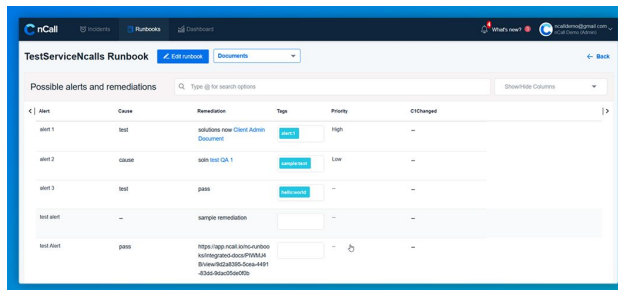 nCall Incidents Runbooks Dashboard 4 What's new? ncalldemo@gmail.com
nCall Demo (Admin)
TestServiceNcalls Runbook Edit runbook Documents Back
Possible alerts and remediations Type @ for search options Show/Hide Columns
Alert Cause Remediation Tags Priority C1Changed
alert 1 test solutions now Client Admin alert:1 High –
Document
alert 2 cause soln test QA 1 sample:test Low –
alert 3 test pass hello:world – –
test alert – sample remediation – –
test Alert pass https://app.ncall.io/nc-runboo – –
ks/integrated-docs/PIWMJ4
B/view/9d2a8395-5cea-4491
-83dd-9dac05de0f0b